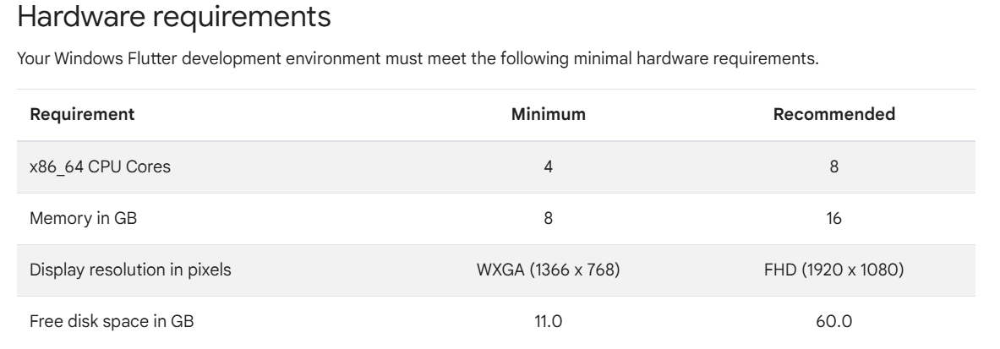 Hardware requirements
Your Windows Flutter development environment must meet the following minimal hardware requirements.
Requirement Minimum Recommended
x86_64 CPU Cores 4 8
Memory in GB 8 16
Display resolution in pixels WXGA (1366 x 768) FHD (1920 x 1080)
Free disk space in GB 11.0 60.0